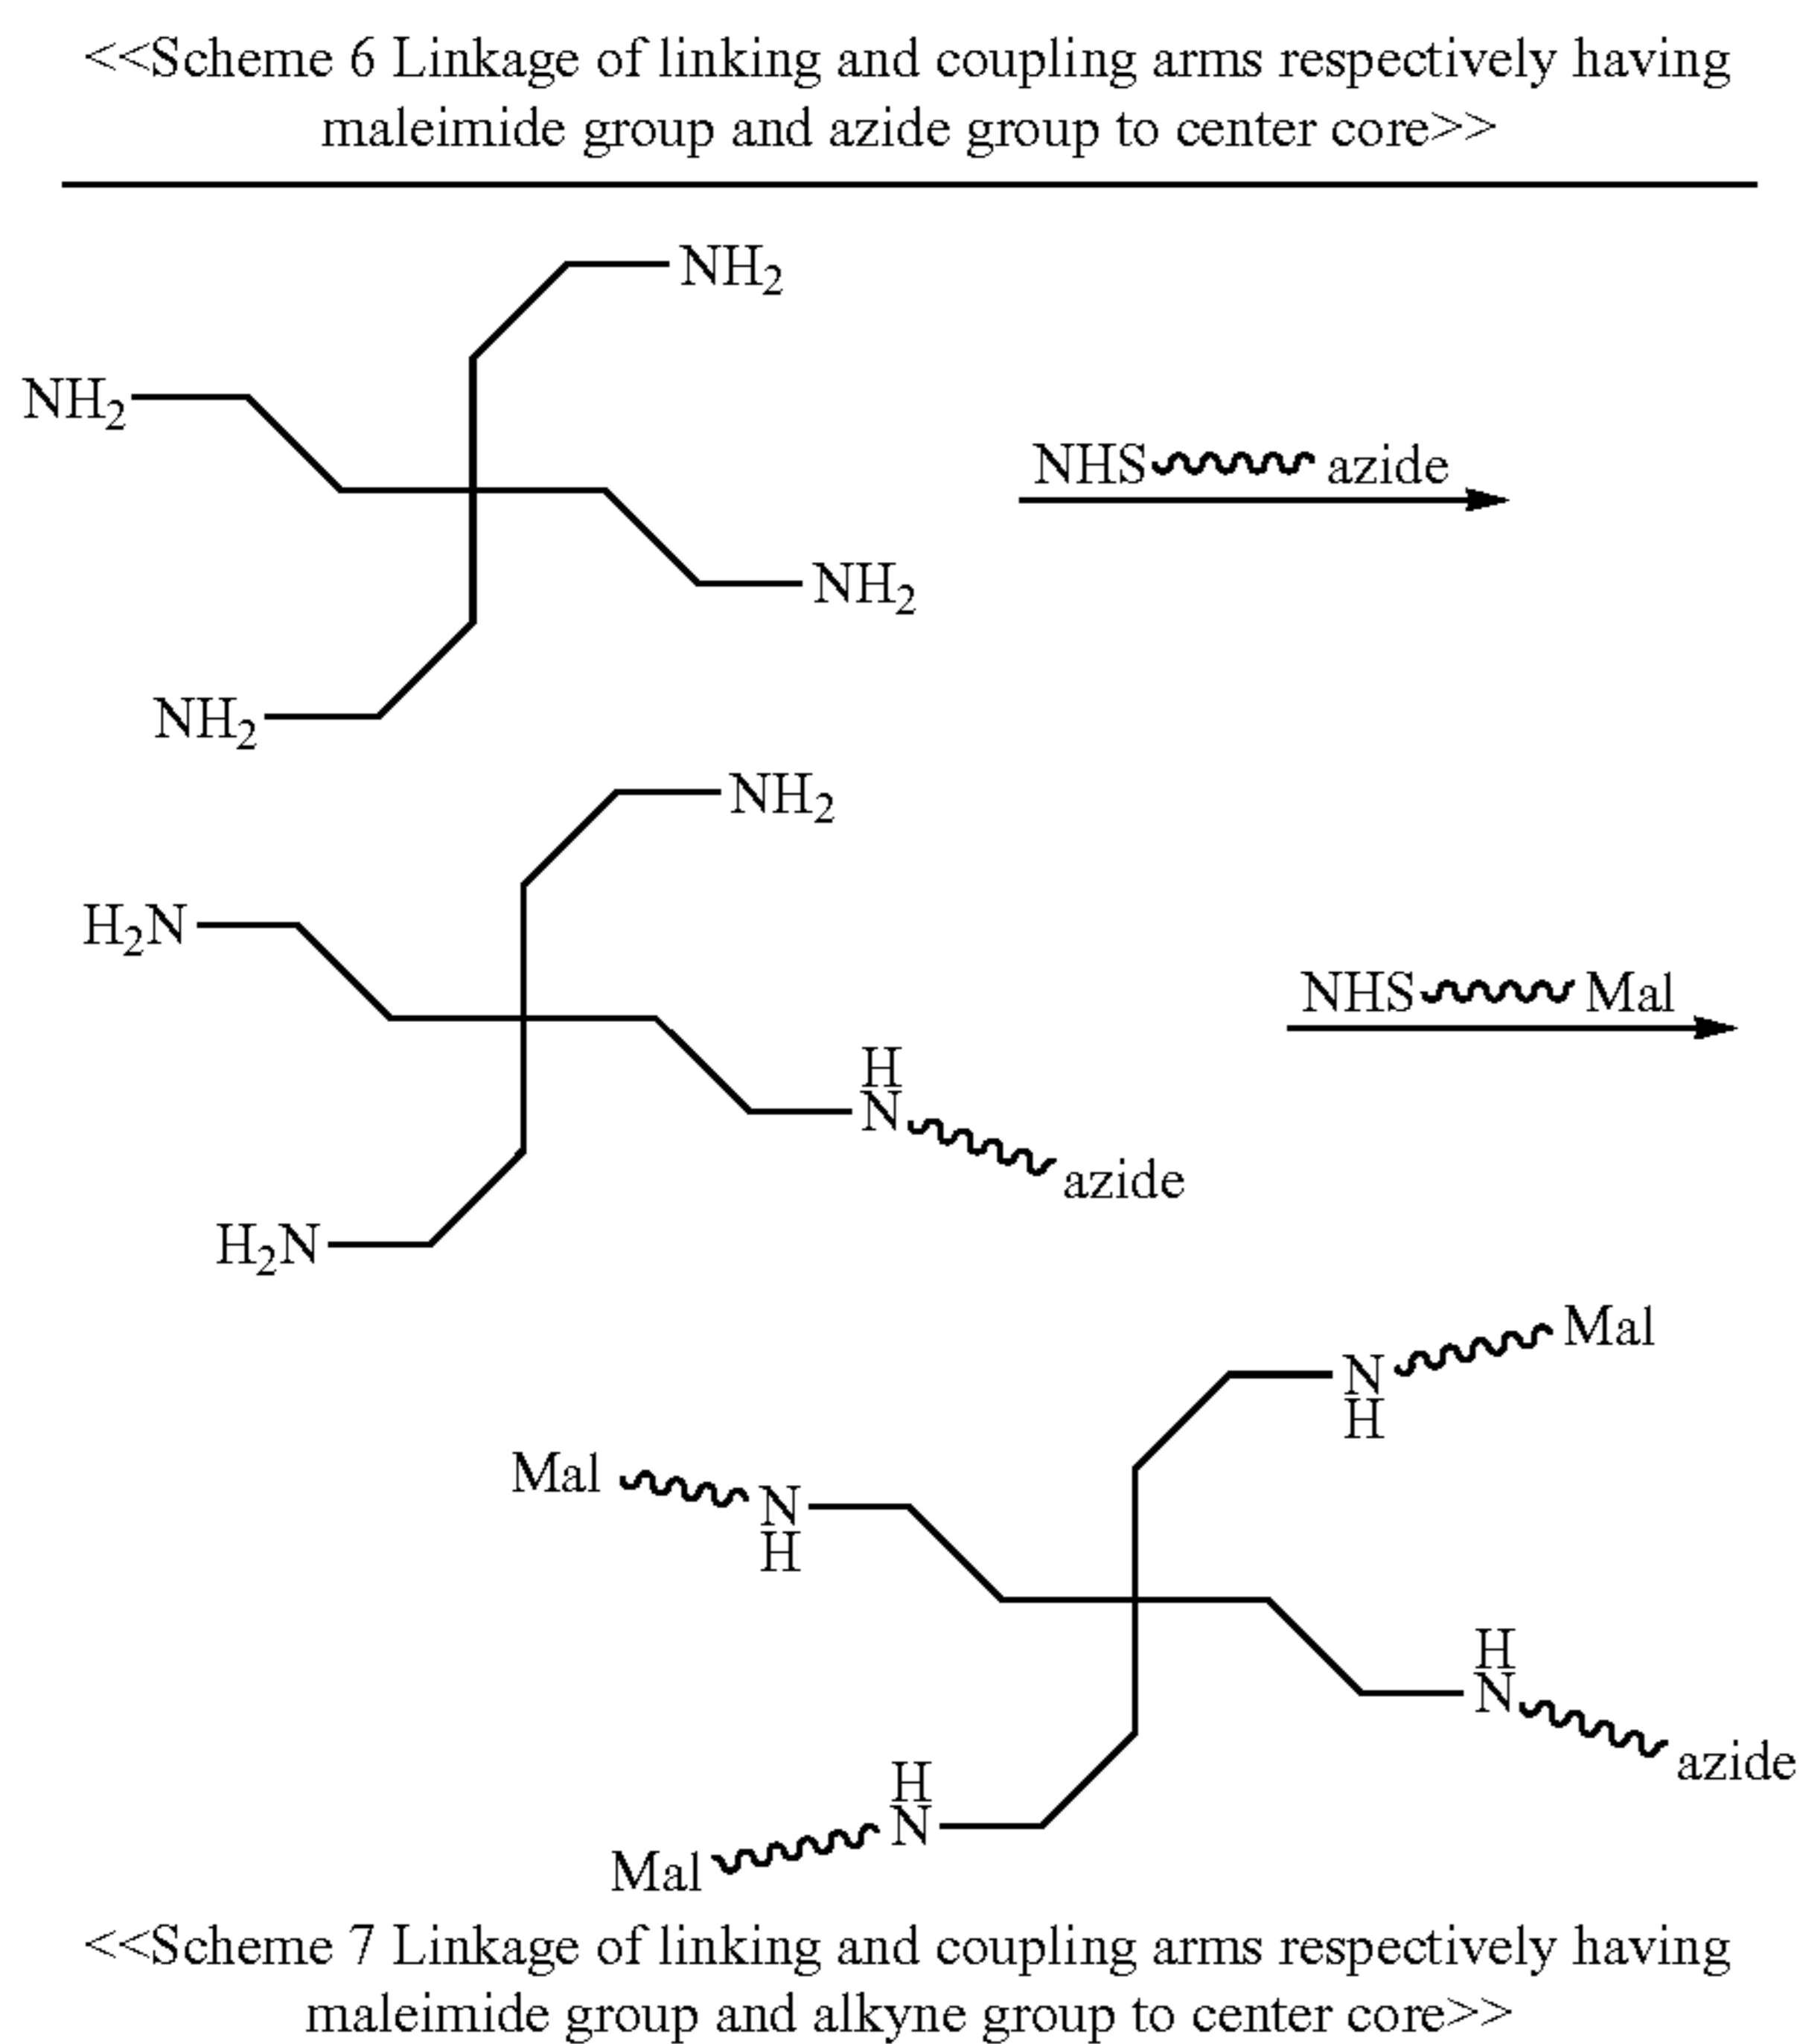 <<Scheme 6 Linkage of linking and coupling arms respectively having
maleimide group and azide group to center core>>
NH2
NH2
NHS azide
NH2
NH2
NH2
H2N
NHS Mal
H
N
azide
H2N
Mal
N
H
Mal
N
H
H
N
azide
H
N
Mal
<<Scheme 7 Linkage of linking and coupling arms respectively having
maleimide group and alkyne group to center core>>